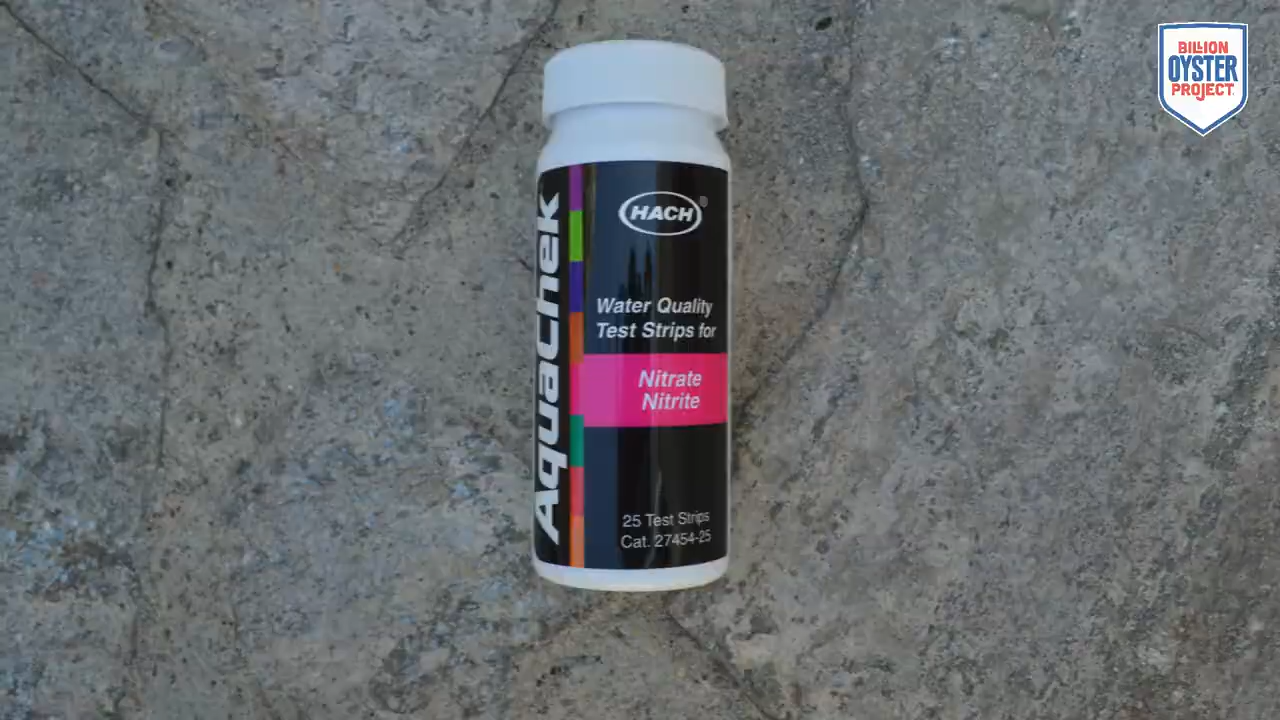 BILLION
OYSTER
PROJECT
AquaChek
HACH®
Water Quality
Test Strips for
Nitrate
Nitrite
25 Test Strips
Cat. 27454-25